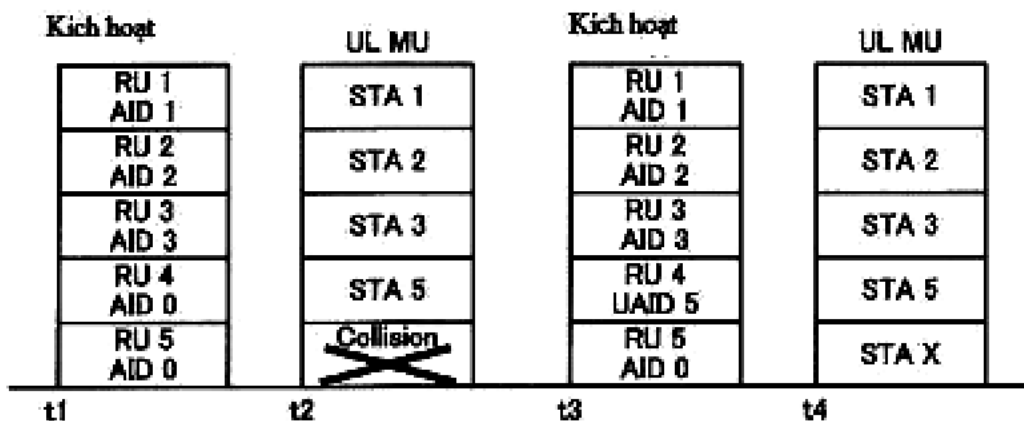 Kích hoạt
RU 1
AID 1
RU 2
AID 2
RU 3
AID 3
RU 4
AID 0
RU 5
AID 0
t1
UL MU
STA 1
STA 2
STA 3
STA 5
Collision
t2
Kích hoạt
RU 1
AID 1
RU 2
AID 2
RU 3
AID 3
RU 4
UAID 5
RU 5
AID 0
t3
UL MU
STA 1
STA 2
STA 3
STA 5
STA X
t4